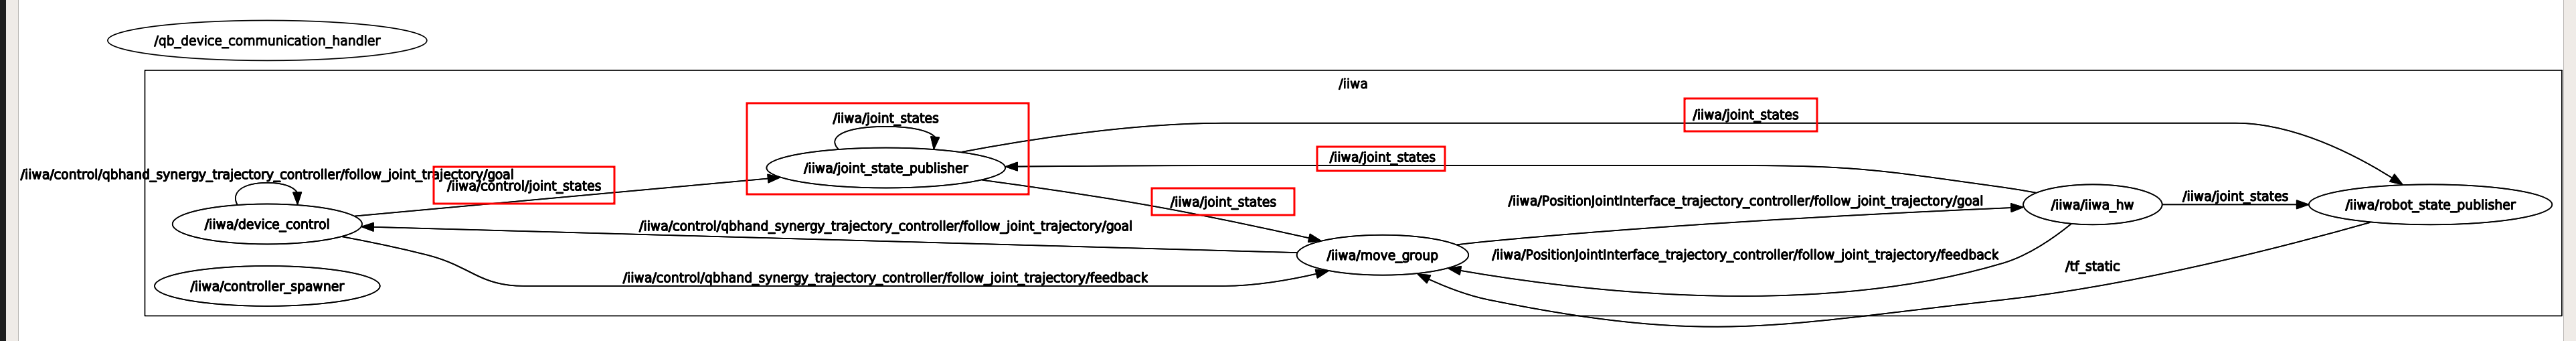 /qb_device_communication_handler
/iiwa
/iiwa/joint_states
/iiwa/joint_states
/iiwa/joint_states
/iiwa/joint_state_publisher
/iiwa/control/qbhand_synergy_trajectory_controller/follow_joint_trajectory/goal
/iiwa/control/joint_states
/iiwa/joint_states
/iiwa/PositionJointInterface_trajectory_controller/follow_joint_trajectory/goal
/iiwa/iiwa_hw
/iiwa/joint_states
/iiwa/robot_state_publisher
/iiwa/device_control
/iiwa/control/qbhand_synergy_trajectory_controller/follow_joint_trajectory/goal
/iiwa/move_group
/iiwa/PositionJointInterface_trajectory_controller/follow_joint_trajectory/feedback
/tf_static
/iiwa/controller_spawner
/iiwa/control/qbhand_synergy_trajectory_controller/follow_joint_trajectory/feedback